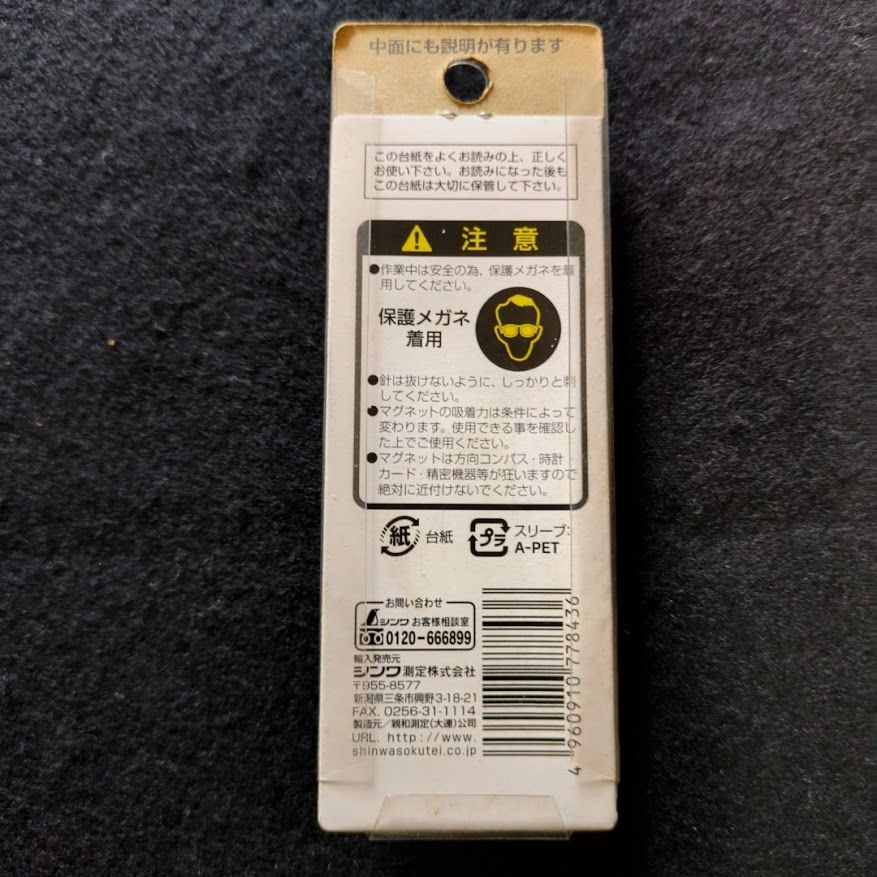 中面にも説明が有ります
この台紙をよくお読みの上、正しく
お使い下さい。お読みになった後も
この台紙は大切に保管して下さい。
注意
●作業中は安全の為、保護メガネを着
用してください。
保護メガネ
着用
●針は抜けないように、しっかりと刺
してください。
●マグネットの吸着力は条件によって
変わります。使用できる事を確認し
た上でご使用ください。
●マグネットは方向コンパス・時計
カード・精密機器等が狂いますので
絶対に近付けないでください。
紙 台紙
プラ スリーブ:
A-PET
お問い合わせ
シンワ お客様相談室
0120-666899
輸入発売元
シンワ測定株式会社
〒955-8577
新潟県三条市興野3-18-21
FAX. 0256-31-1114
製造元/親和測定(大連)公司
URL. http://www.
shinwasokutei.co.jp
4 960910 778436